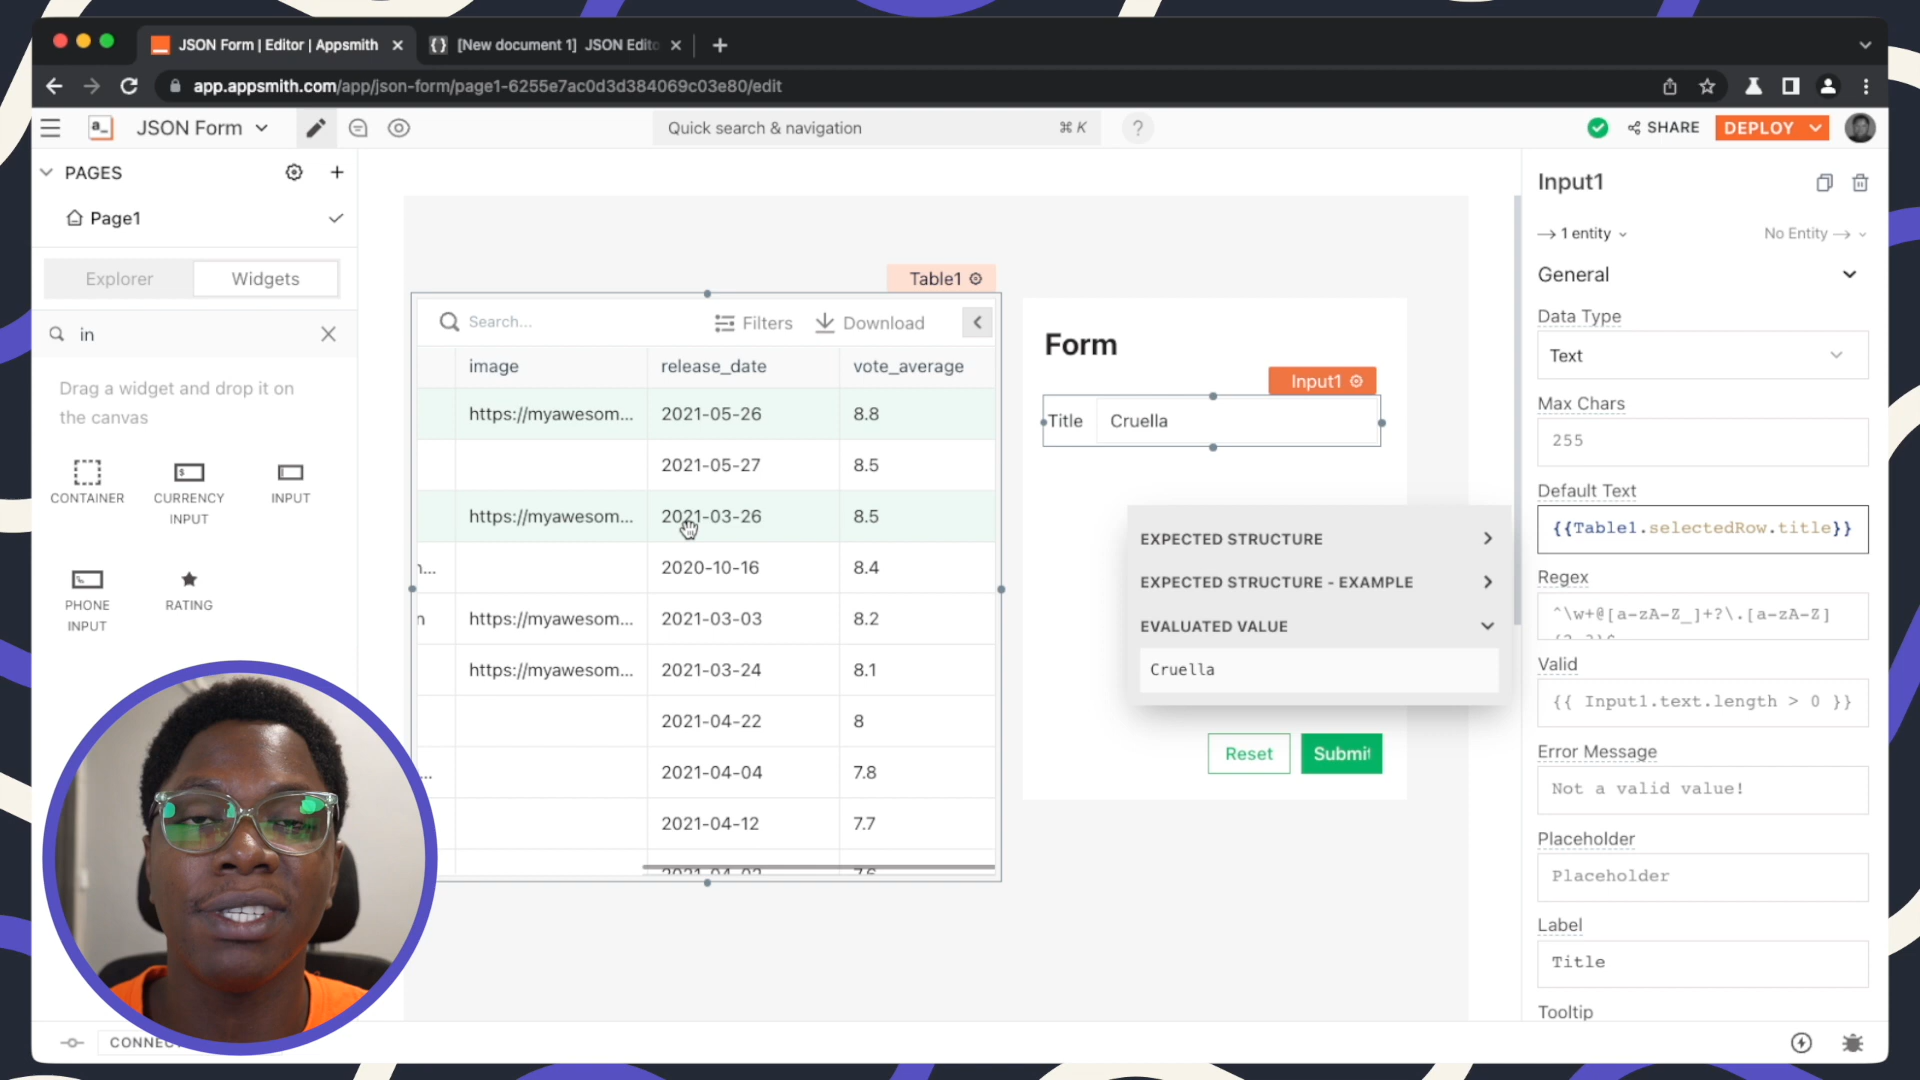 JSON Form | Editor | Appsmith
[New document 1] JSON Edito
app.appsmith.com/app/json-form/page1-6255e7ac0d3d384069c03e80/edit
JSON Form
Quick search & navigation
⌘ K
?
SHARE
DEPLOY
PAGES
Page1
Explorer
Widgets
in
Drag a widget and drop it on
the canvas
CONTAINER
CURRENCY
INPUT
INPUT
PHONE
INPUT
RATING
CONNECT
Table1
Search...
Filters
Download
image
release_date
vote_average
https://myawesom...
2021-05-26
8.8
2021-05-27
8.5
https://myawesom...
2021-03-26
8.5
2020-10-16
8.4
n
https://myawesom...
2021-03-03
8.2
https://myawesom...
2021-03-24
8.1
2021-04-22
8
...
2021-04-04
7.8
2021-04-12
7.7
Form
Input1
Title
Cruella
EXPECTED STRUCTURE
EXPECTED STRUCTURE - EXAMPLE
EVALUATED VALUE
Cruella
Reset
Submit
Input1
1 entity
No Entity
General
Data Type
Text
Max Chars
255
Default Text
{{Table1.selectedRow.title}}
Regex
^\w+@[a-zA-Z_]+?\.[a-zA-Z]
Valid
{{ Input1.text.length > 0 }}
Error Message
Not a valid value!
Placeholder
Placeholder
Label
Title
Tooltip